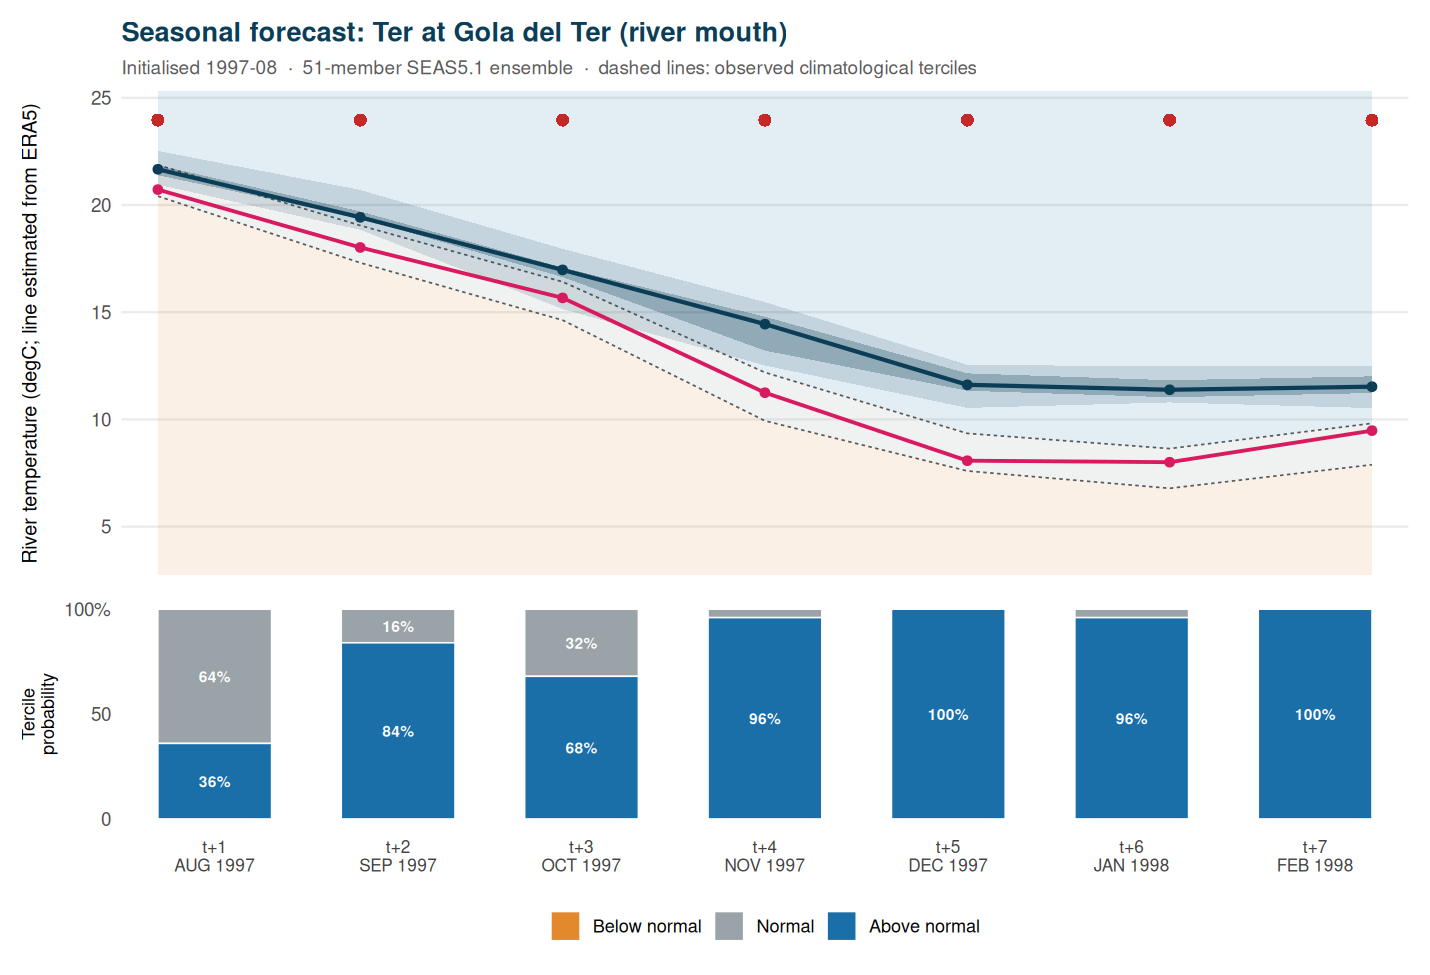 Seasonal forecast: Ter at Gola del Ter (river mouth)
Initialised 1997-08 · 51-member SEAS5.1 ensemble · dashed lines: observed climatological terciles
River temperature (degC; line estimated from ERA5)
25
20
15
10
5
Tercile
probability
100%
50
0
64%
36%
16%
84%
32%
68%
96%
100%
96%
100%
t+1
AUG 1997
t+2
SEP 1997
t+3
OCT 1997
t+4
NOV 1997
t+5
DEC 1997
t+6
JAN 1998
t+7
FEB 1998
Below normal
Normal
Above normal